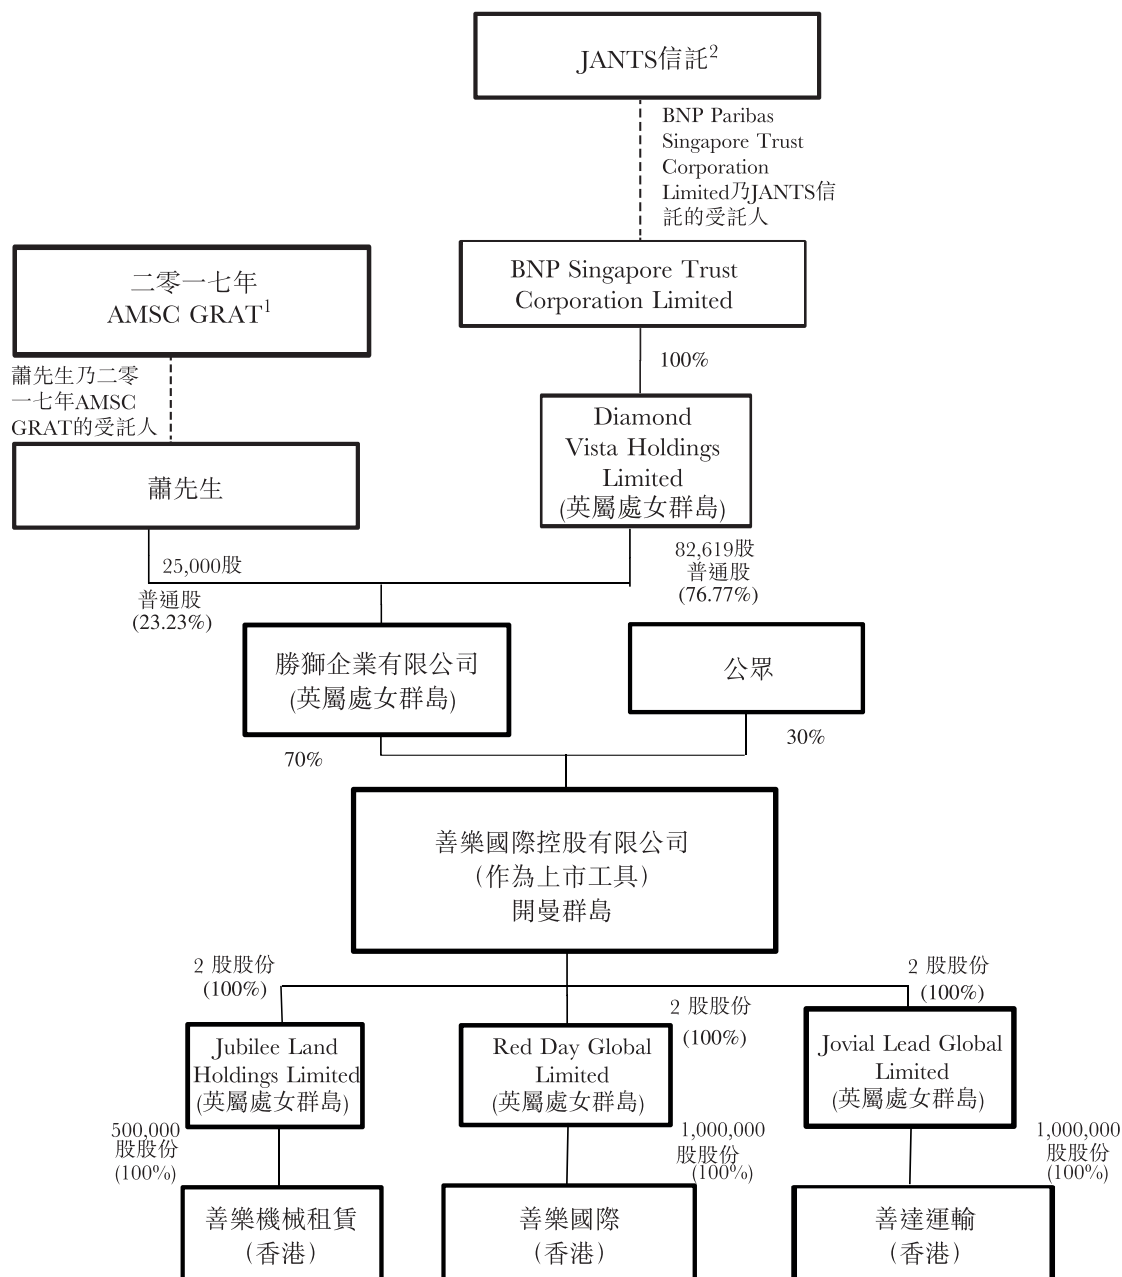 JANTS信託2
BNP Paribas
Singapore Trust
Corporation
Limited乃JANTS信
託的受託人
二零一七年
AMSC GRAT1
BNP Singapore Trust
Corporation Limited
蕭先生乃二零
一七年AMSC
GRAT的受託人
100%
蕭先生
Diamond
Vista Holdings
Limited
(英屬處女群島)
25,000股
普通股
(23.23%)
82,619股
普通股
(76.77%)
勝獅企業有限公司
(英屬處女群島)
公眾
70%
30%
善樂國際控股有限公司
（作為上市工具）
開曼群島
2 股股份
(100%)
2 股股份
(100%)
2 股股份
(100%)
Jubilee Land
Holdings Limited
(英屬處女群島)
Red Day Global
Limited
(英屬處女群島)
Jovial Lead Global
Limited
(英屬處女群島)
500,000
股股份
(100%)
1,000,000
股股份
(100%)
1,000,000
股股份
(100%)
善樂機械租賃
（香港）
善樂國際
（香港）
善達運輸
（香港）